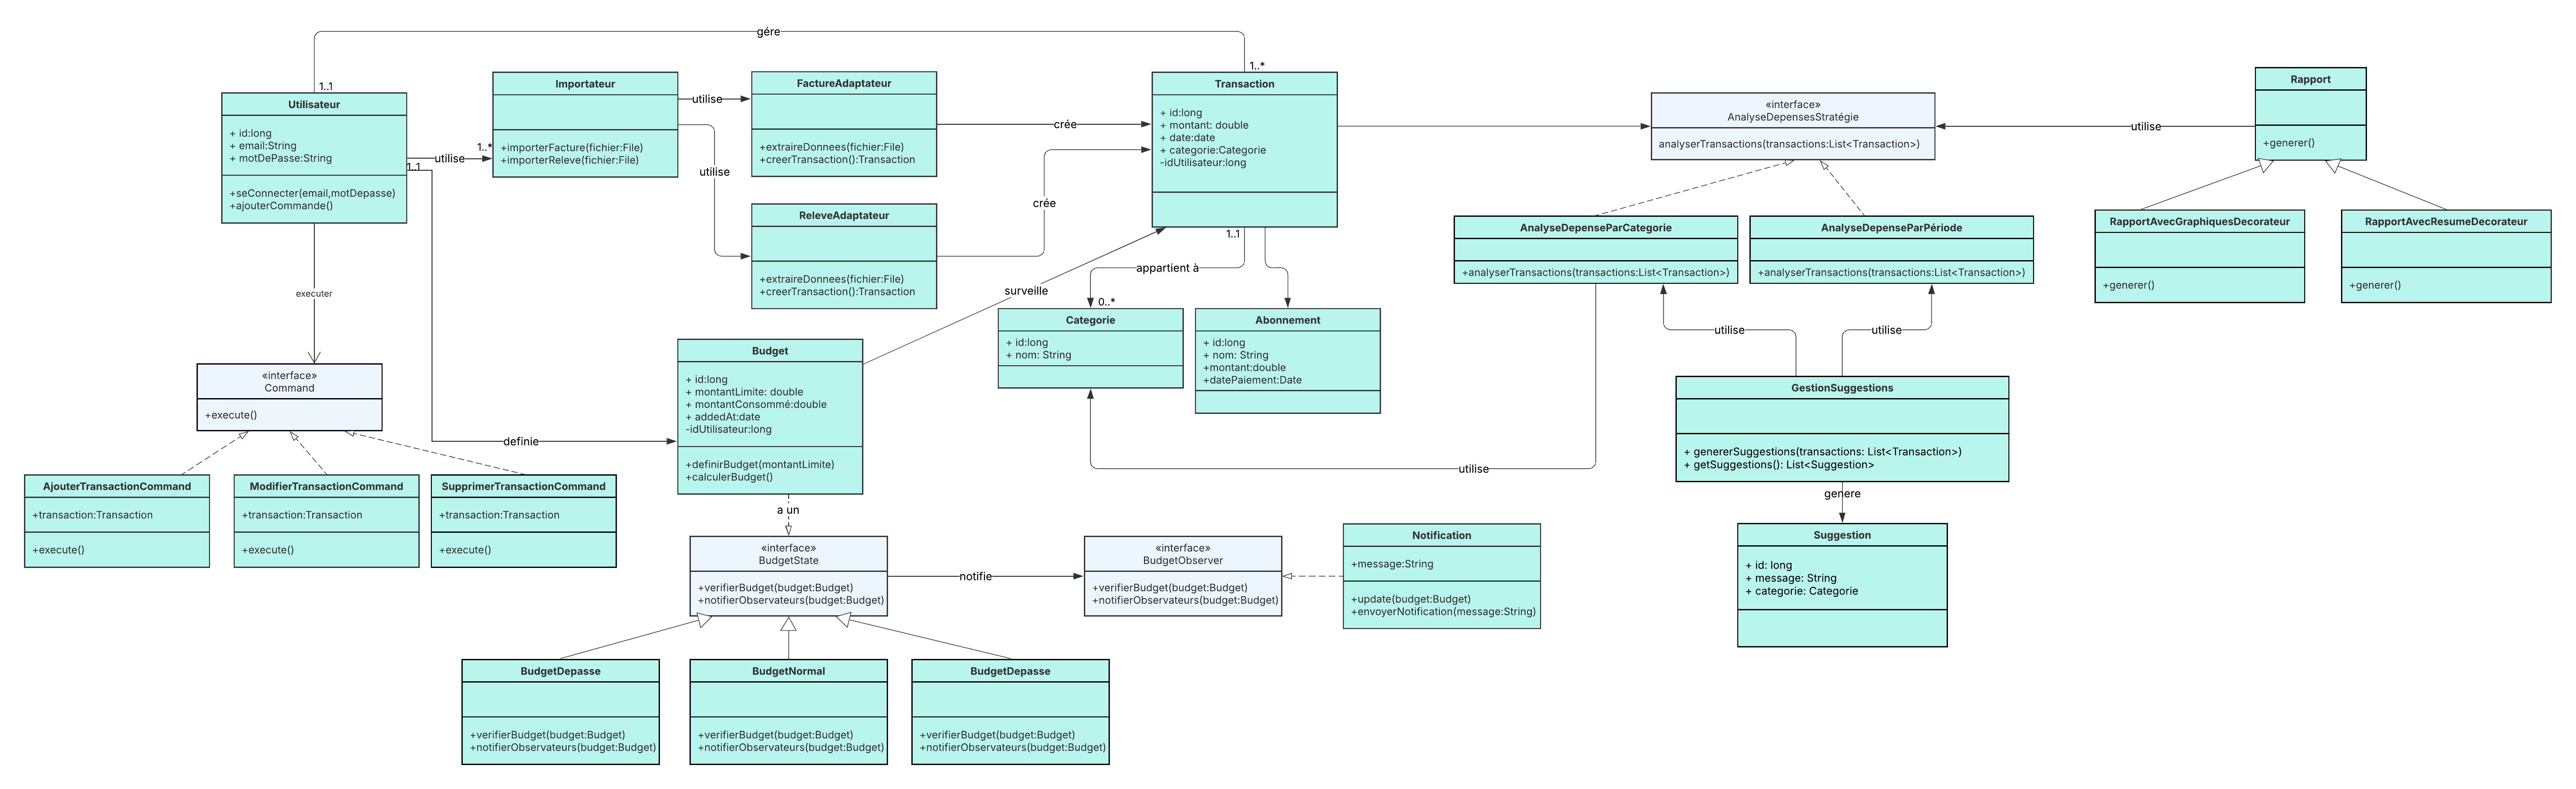 gére
1..1
1..*
Utilisateur
+ id:long
+ email:String
+ motDePasse:String
+seConnecter(email,motDepasse)
+ajouterCommande()
utilise
1..*
1..1
Importateur
+importerFacture(fichier:File)
+importerReleve(fichier:File)
utilise
utilise
FactureAdaptateur
+extraireDonnees(fichier:File)
+creerTransaction():Transaction
crée
ReleveAdaptateur
+extraireDonnees(fichier:File)
+creerTransaction():Transaction
crée
Transaction
+ id:long
+ montant: double
+ date:date
+ categorie:Categorie
-idUtilisateur:long
1..1
appartient à
0..*
surveille
Categorie
+ id:long
+ nom: String
Abonnement
+ id:long
+ nom: String
+montant:double
+datePaiement:Date
«interface»
AnalyseDepensesStratégie
analyserTransactions(transactions:List<Transaction>)
utilise
Rapport
+generer()
AnalyseDepenseParCategorie
+analyserTransactions(transactions:List<Transaction>)
AnalyseDepenseParPériode
+analyserTransactions(transactions:List<Transaction>)
RapportAvecGraphiquesDecorateur
+generer()
RapportAvecResumeDecorateur
+generer()
utilise
utilise
utilise
GestionSuggestions
+ genererSuggestions(transactions: List<Transaction>)
+ getSuggestions(): List<Suggestion>
genere
Suggestion
+ id: long
+ message: String
+ categorie: Categorie
executer
«interface»
Command
+execute()
AjouterTransactionCommand
+transaction:Transaction
+execute()
ModifierTransactionCommand
+transaction:Transaction
+execute()
SupprimerTransactionCommand
+transaction:Transaction
+execute()
definie
Budget
+ id:long
+ montantLimite: double
+ montantConsommé:double
+ addedAt:date
-idUtilisateur:long
+definirBudget(montantLimite)
+calculerBudget()
a un
«interface»
BudgetState
+verifierBudget(budget:Budget)
+notifierObservateurs(budget:Budget)
notifie
«interface»
BudgetObserver
+verifierBudget(budget:Budget)
+notifierObservateurs(budget:Budget)
Notification
+message:String
+update(budget:Budget)
+envoyerNotification(message:String)
BudgetDepasse
+verifierBudget(budget:Budget)
+notifierObservateurs(budget:Budget)
BudgetNormal
+verifierBudget(budget:Budget)
+notifierObservateurs(budget:Budget)
BudgetDepasse
+verifierBudget(budget:Budget)
+notifierObservateurs(budget:Budget)